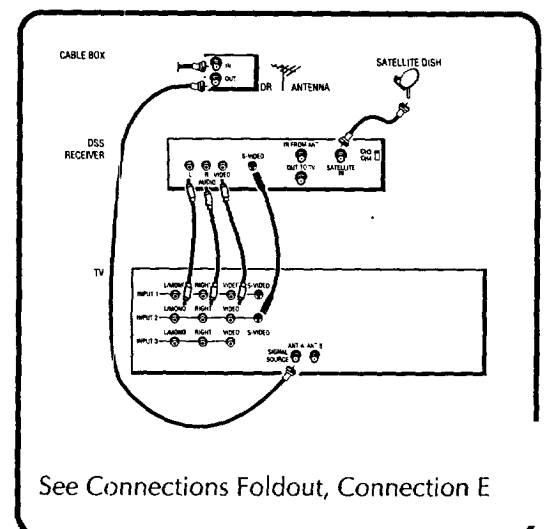 CABLE BOX
IN
OUT
OR ANTENNA
SATELLITE DISH
DSS
RECEIVER
S-VIDEO
IN FROM ANT
OUT TO TV
SATELLITE
IN
CH3
CH4
L R VIDEO
AUDIO
TV
L/MONO RIGHT VIDEO S-VIDEO
INPUT 1
L/MONO RIGHT VIDEO
INPUT 2
S-VIDEO
L/MONO RIGHT VIDEO
INPUT 3
ANT A ANT B
SIGNAL
SOURCE
See Connections Foldout, Connection E